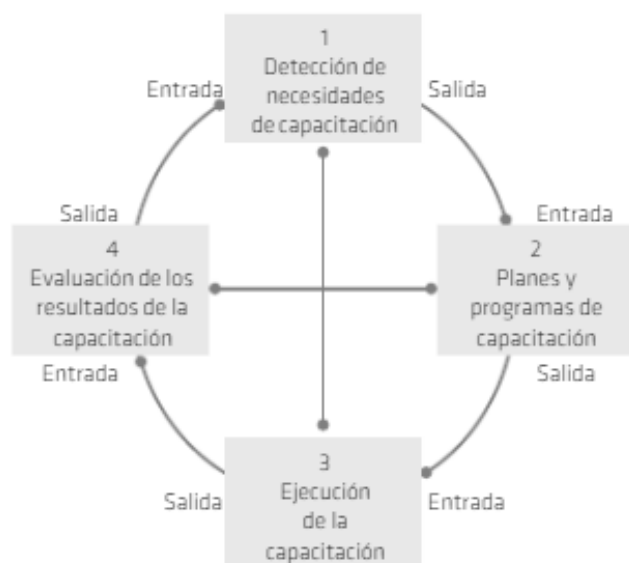 1
Detección de
necesidades
de capacitación
Entrada
Salida
Salida
Entrada
4
Evaluación de los
resultados de la
capacitación
2
Planes y
programas de
capacitación
Entrada
Salida
Salida
Entrada
3
Ejecución
de la
capacitación